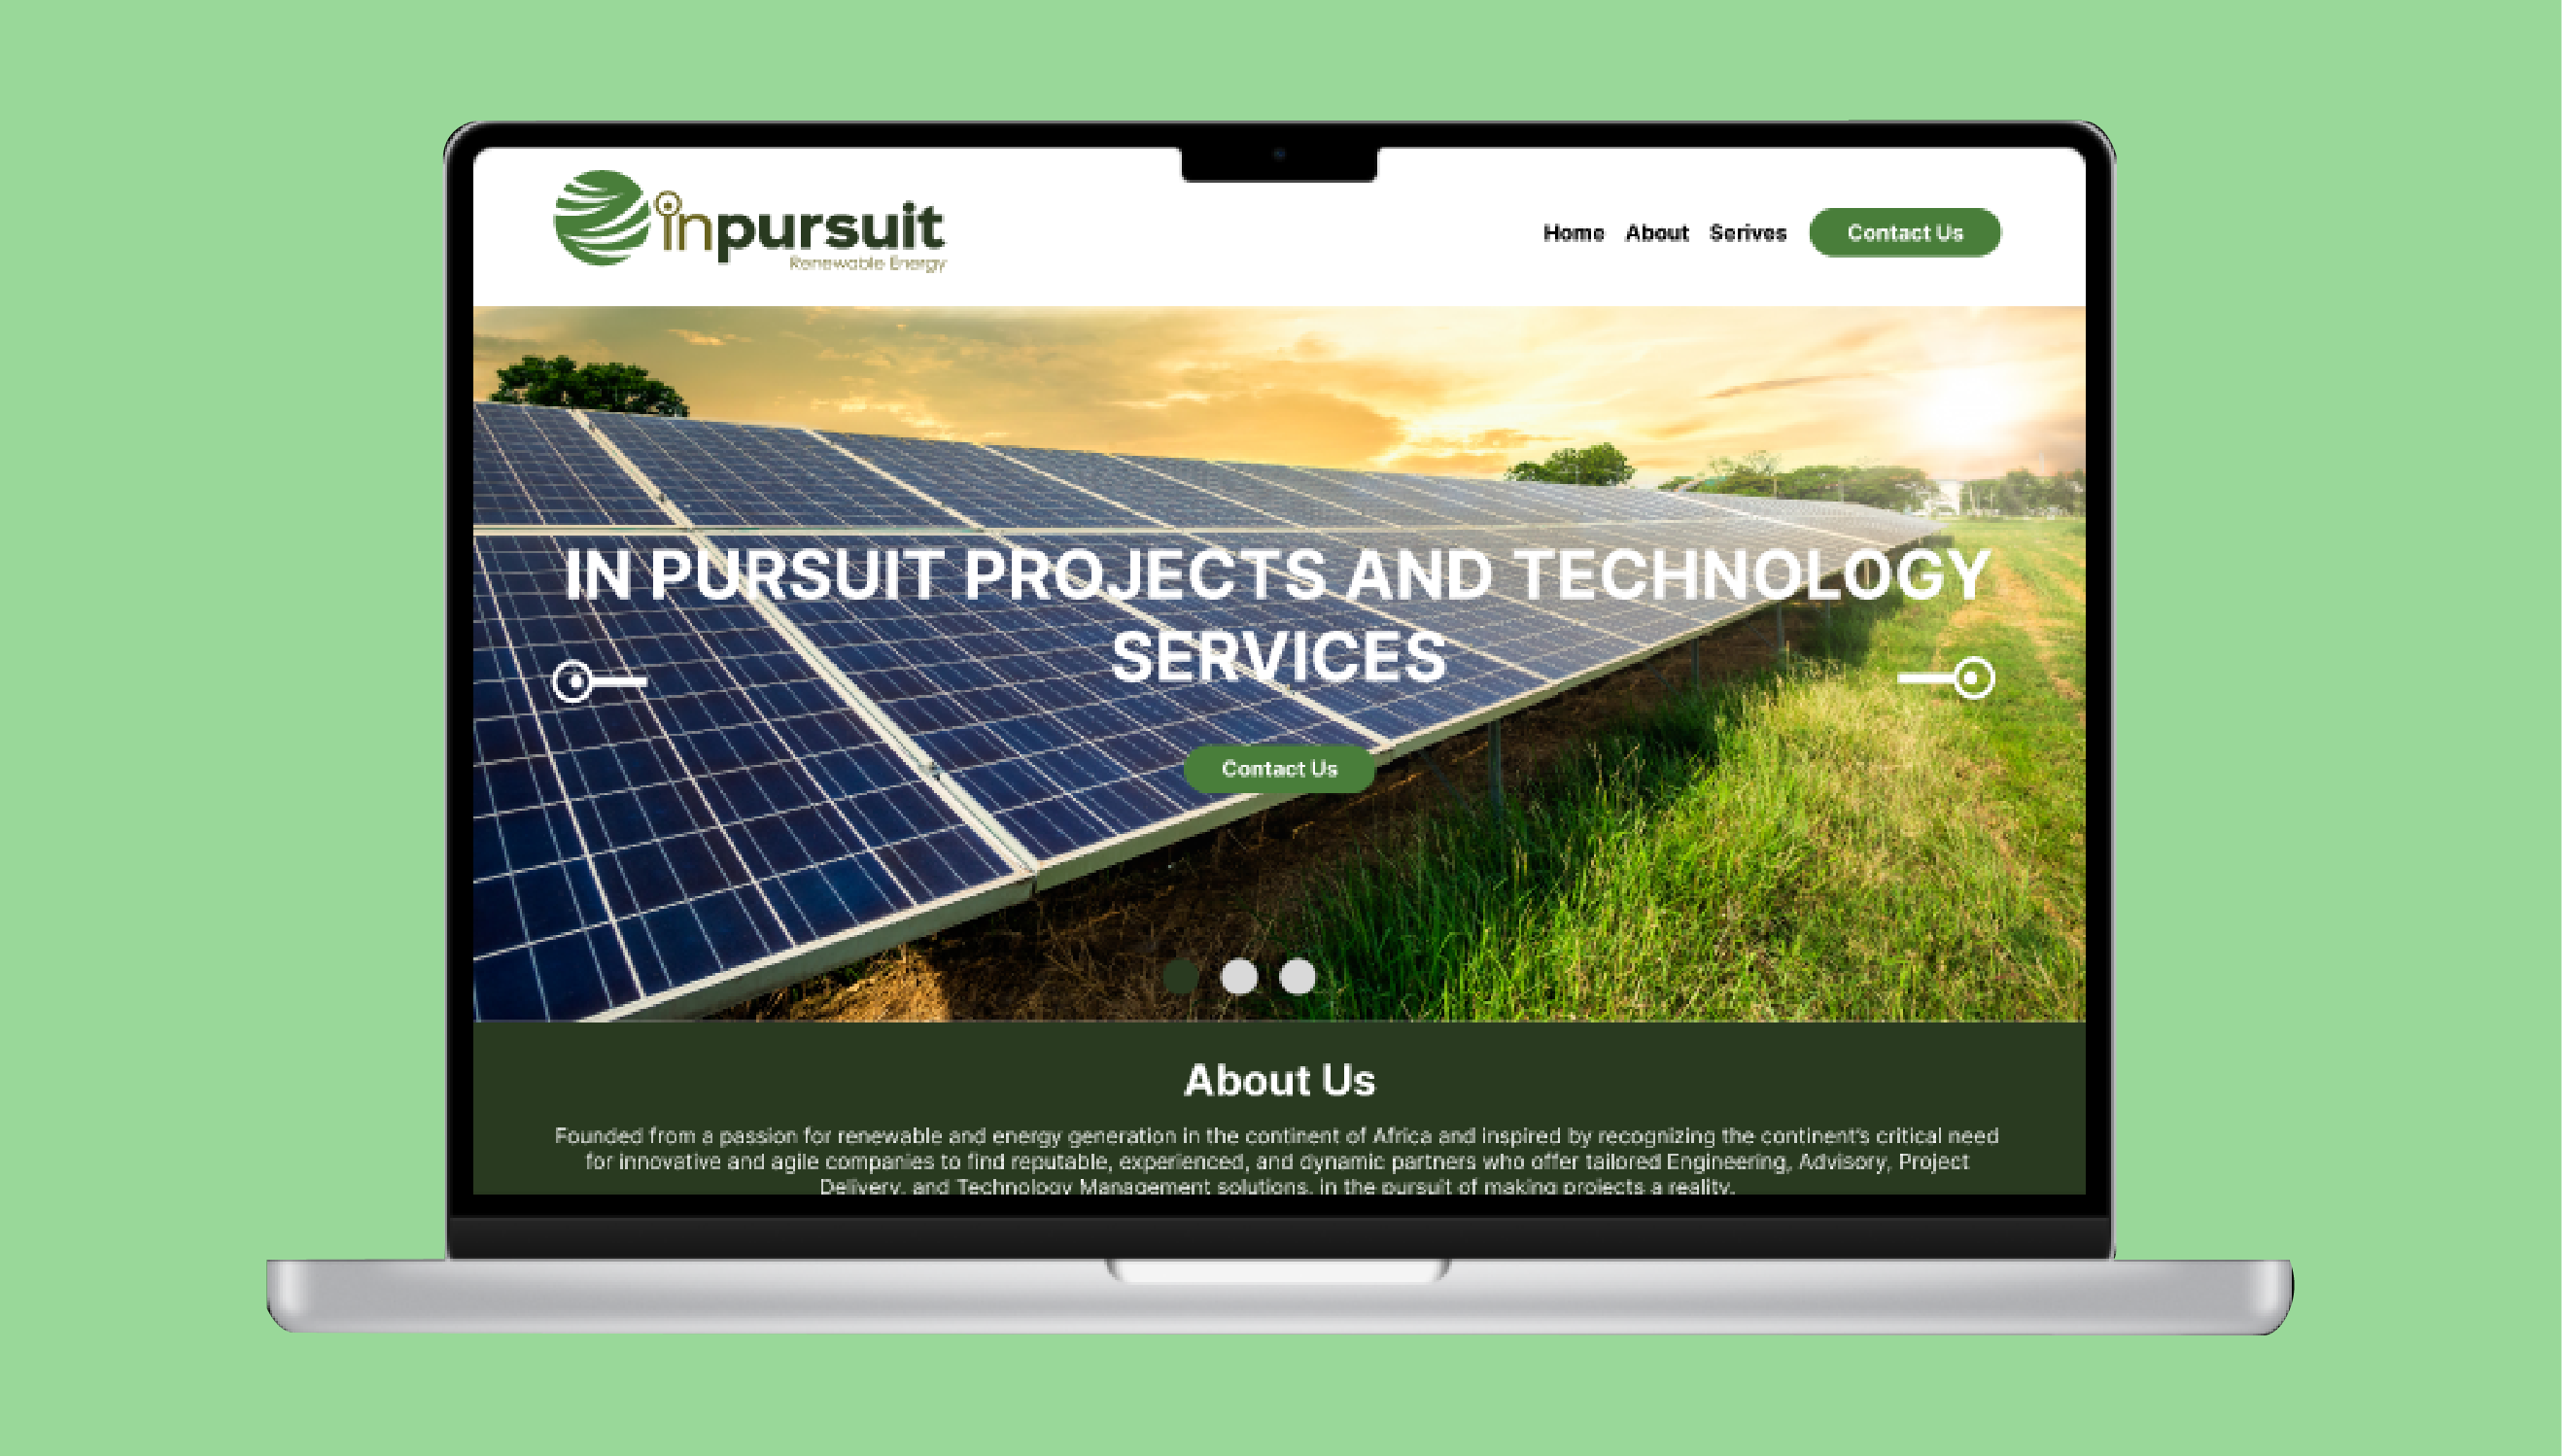 inpursuit
Renewable Energy
Home About Serives Contact Us
IN PURSUIT PROJECTS AND TECHNOLOGY
SERVICES
Contact Us
About Us
Founded from a passion for renewable and energy generation in the continent of Africa and inspired by recognizing the continent's critical need
for innovative and agile companies to find reputable, experienced, and dynamic partners who offer tailored Engineering, Advisory, Project
Delivery, and Technology Management solutions, in the pursuit of making projects a reality.